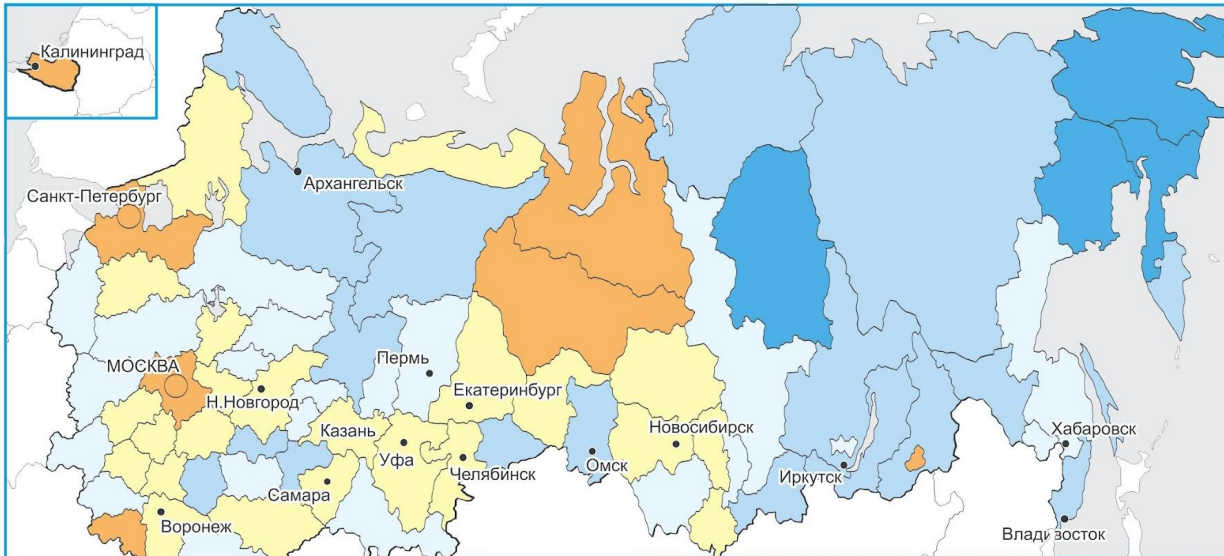 Калининград
Архангельск
Санкт-Петербург
МОСКВА
Пермь
Н.Новгород
Екатеринбург
Казань
Новосибирск
Хабаровск
Уфа
Челябинск
Омск
Иркутск
Самара
Воронеж
Владивосток